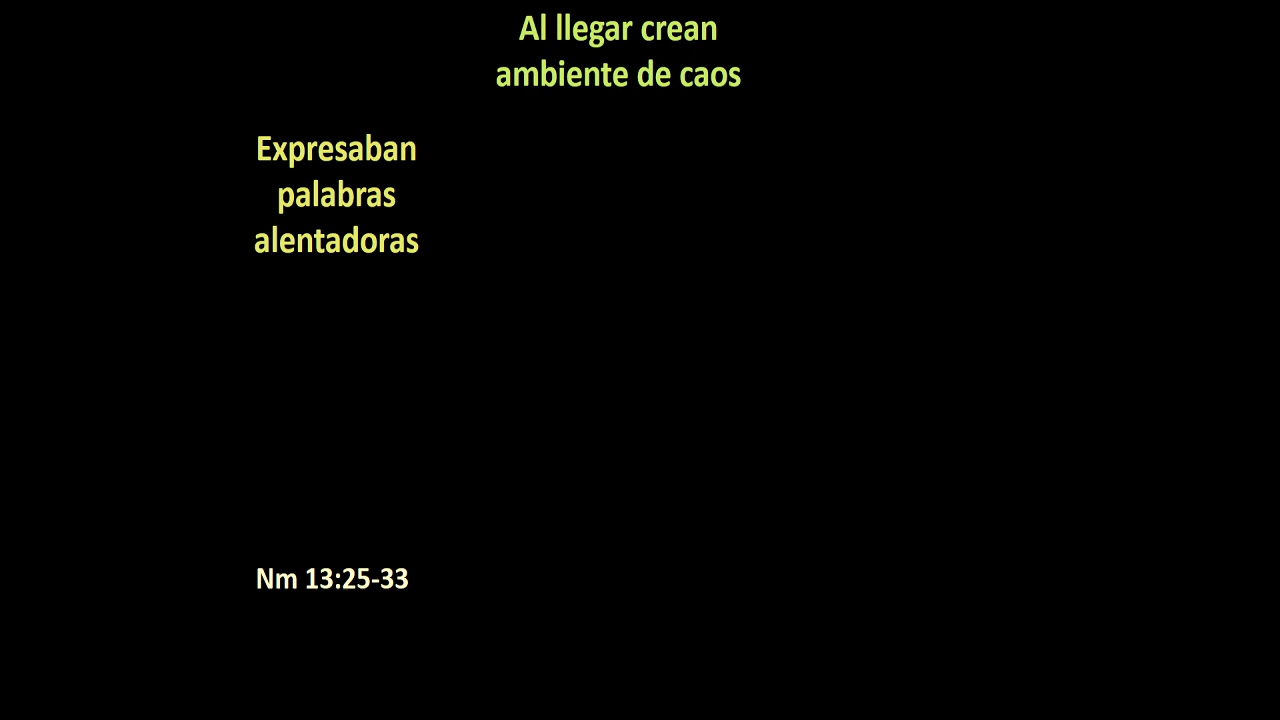 Al llegar crean
ambiente de caos
Expresaban
palabras
alentadoras
Nm 13:25-33